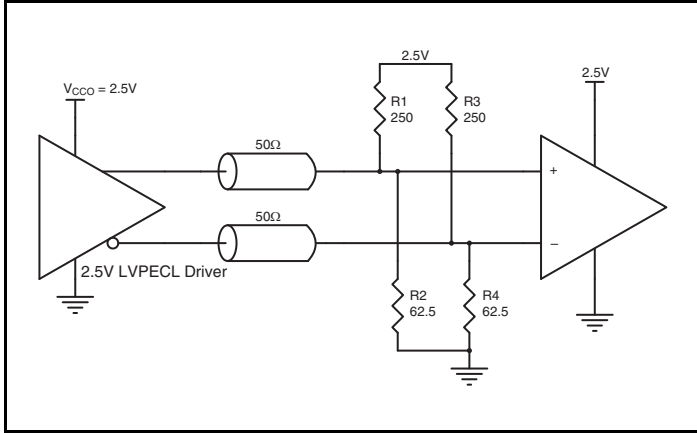 2.5V
2.5V
V_CCO = 2.5V
R1
250
R3
250
50Ω
+
50Ω
−
2.5V LVPECL Driver
R2
62.5
R4
62.5